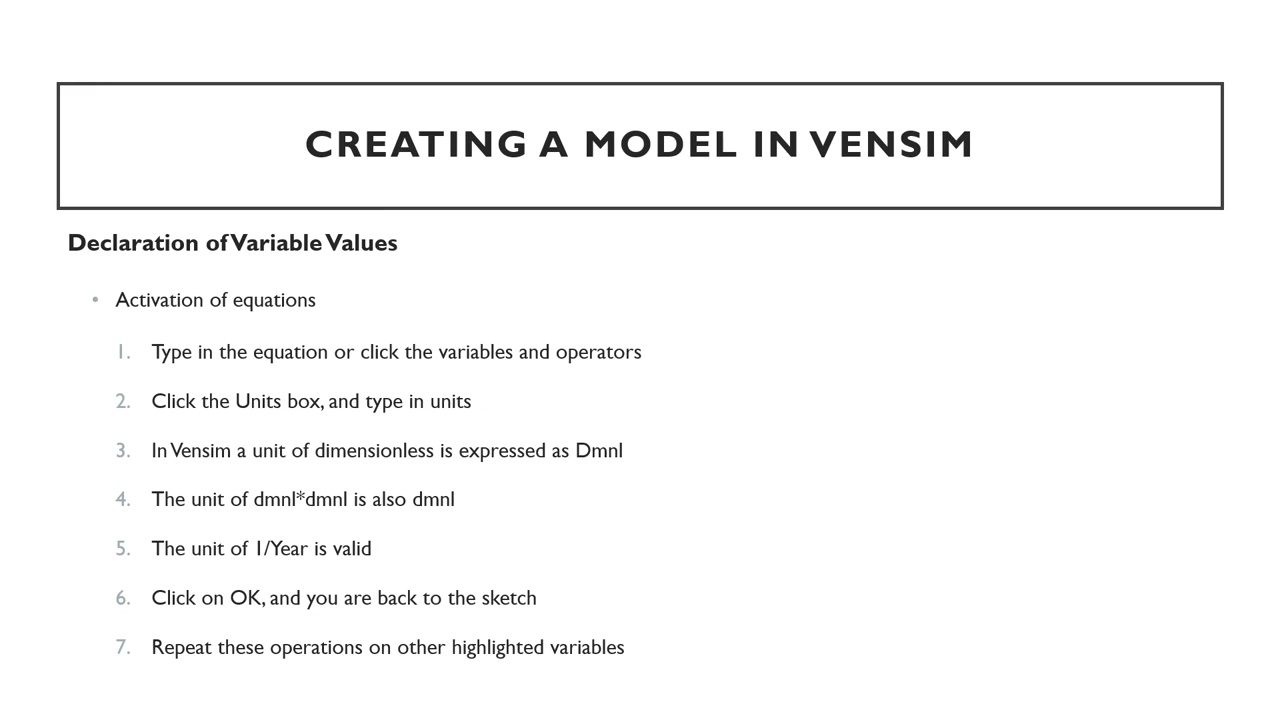 CREATING A MODEL IN VENSIM
Declaration of Variable Values
• Activation of equations
1. Type in the equation or click the variables and operators
2. Click the Units box, and type in units
3. In Vensim a unit of dimensionless is expressed as Dmnl
4. The unit of dmnl*dmnl is also dmnl
5. The unit of 1/Year is valid
6. Click on OK, and you are back to the sketch
7. Repeat these operations on other highlighted variables